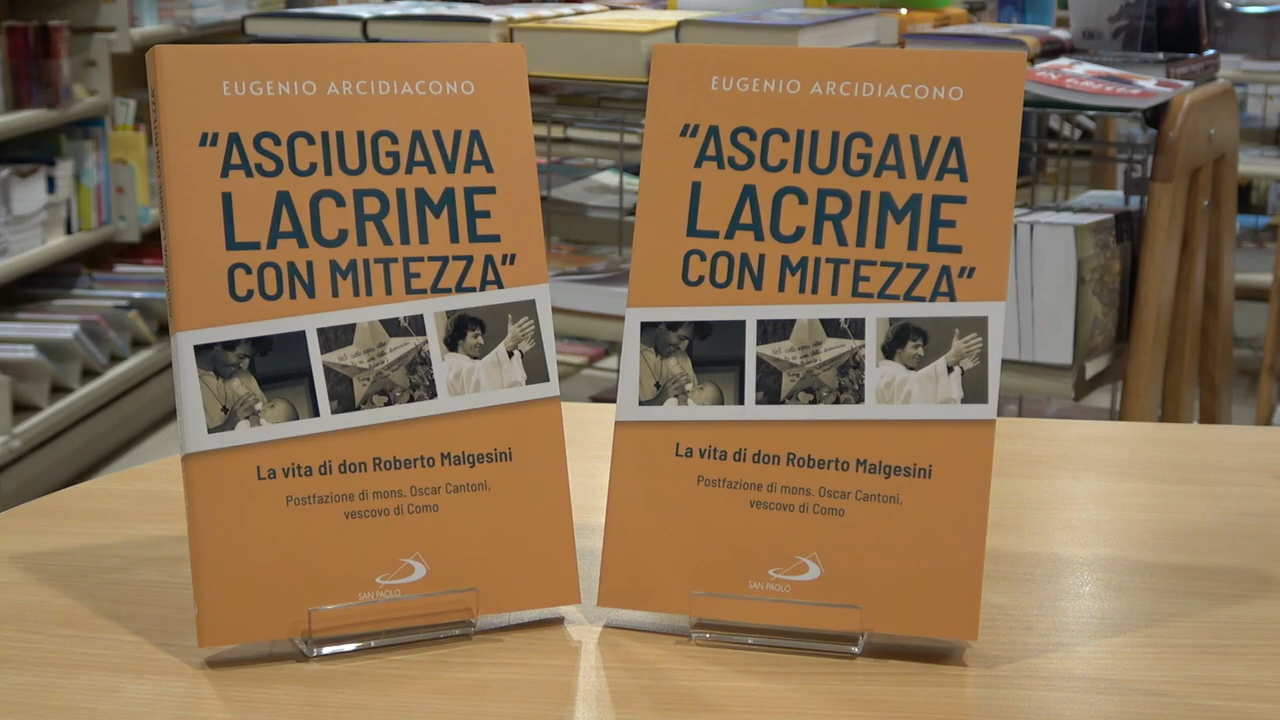 EUGENIO ARCIDIACONO
“ASCIUGAVA
LACRIME
CON MITEZZA”
La vita di don Roberto Malgesini
Postfazione di mons. Oscar Cantoni,
vescovo di Como
SAN PAOLO
EUGENIO ARCIDIACONO
“ASCIUGAVA
LACRIME
CON MITEZZA”
La vita di don Roberto Malgesini
Postfazione di mons. Oscar Cantoni,
vescovo di Como
SAN PAOLO